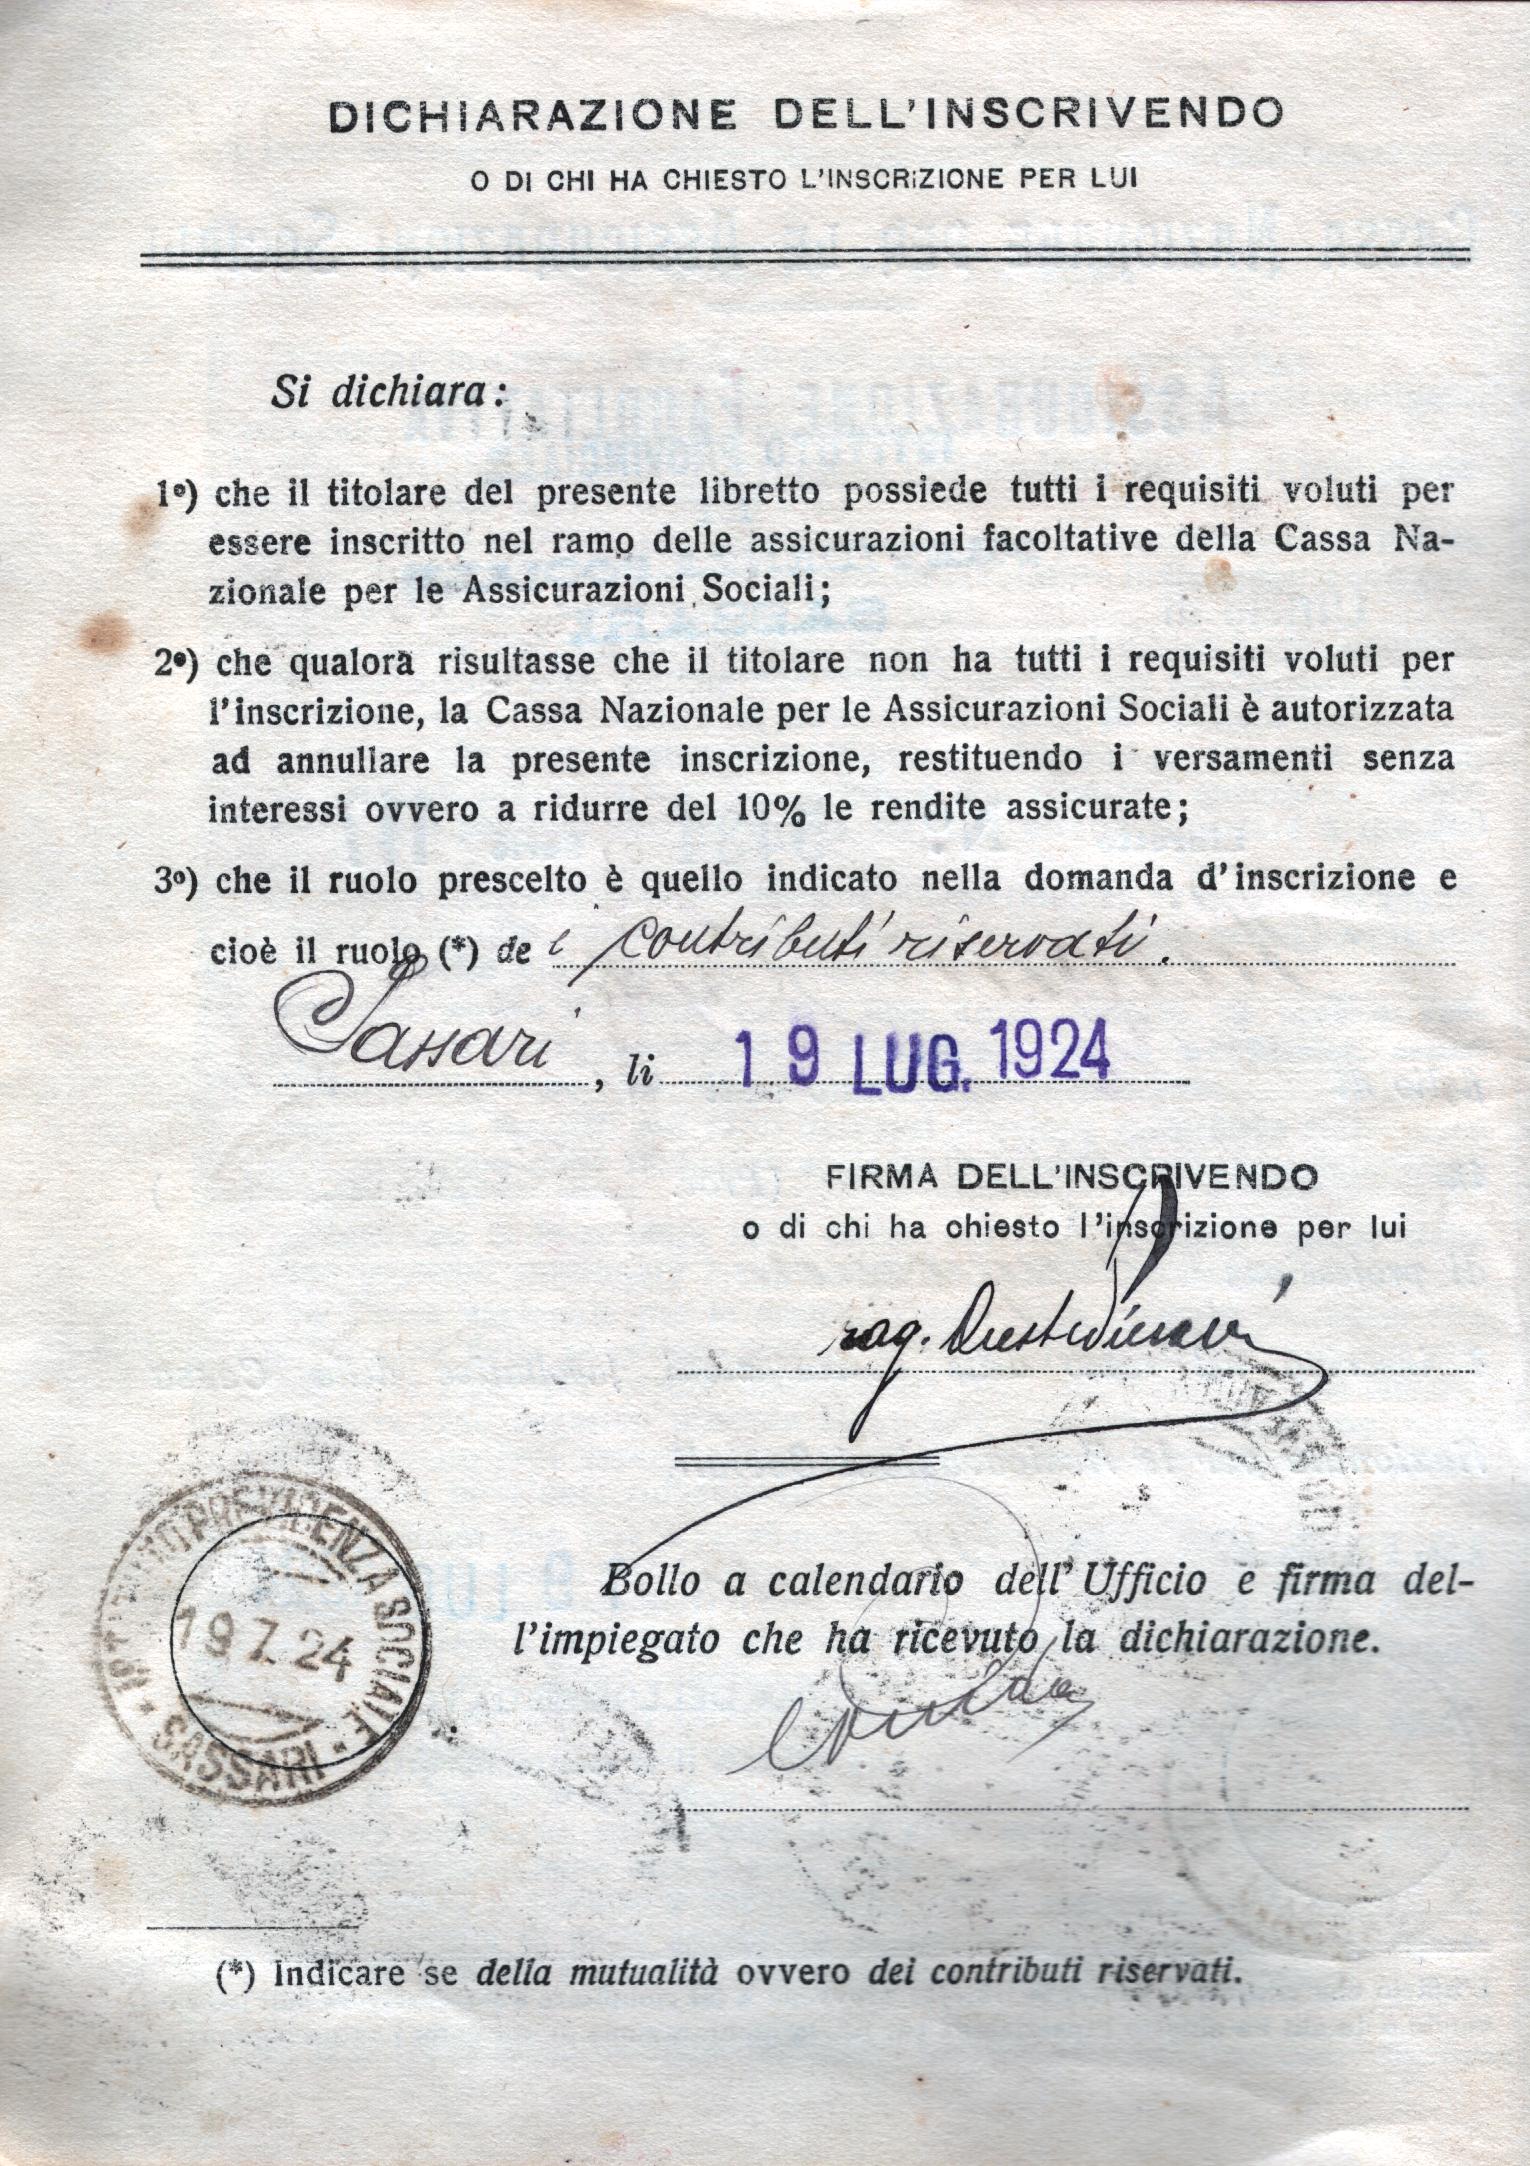 DICHIARAZIONE DELL'INSCRIVENDO
O DI CHI HA CHIESTO L'INSCRIZIONE PER LUI
Si dichiara:
1º) che il titolare del presente libretto possiede tutti i requisiti voluti per
essere inscritto nel ramo delle assicurazioni facoltative della Cassa Na-
zionale per le Assicurazioni Sociali;
2º) che qualora risultasse che il titolare non ha tutti i requisiti voluti per
l'inscrizione, la Cassa Nazionale per le Assicurazioni Sociali è autorizzata
ad annullare la presente inscrizione, restituendo i versamenti senza
interessi ovvero a ridurre del 10% le rendite assicurate;
3º) che il ruolo prescelto è quello indicato nella domanda d'inscrizione e
cioè il ruolo (*) dei contributi riservati.
Sassari, li 19 LUG. 1924
FIRMA DELL'INSCRIVENDO
o di chi ha chiesto l'inscrizione per lui
rag.
Bollo a calendario dell'Ufficio e firma del-
l'impiegato che ha ricevuto la dichiarazione.
PREVIDENZA SOCIALE
19 7. 24
SASSARI
(*) Indicare se della mutualità ovvero dei contributi riservati.